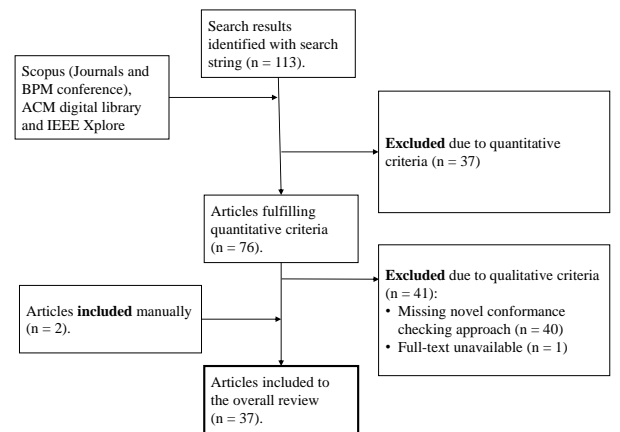 Search results
identified with search
string (n = 113).
Scopus (Journals and
BPM conference),
ACM digital library
and IEEE Xplore
Excluded due to quantitative
criteria (n = 37)
Articles fulfilling
quantitative criteria
(n = 76).
Excluded due to qualitative criteria
(n = 41):
• Missing novel conformance
checking approach (n = 40)
• Full-text unavailable (n = 1)
Articles included manually
(n = 2).
Articles included to
the overall review
(n = 37).